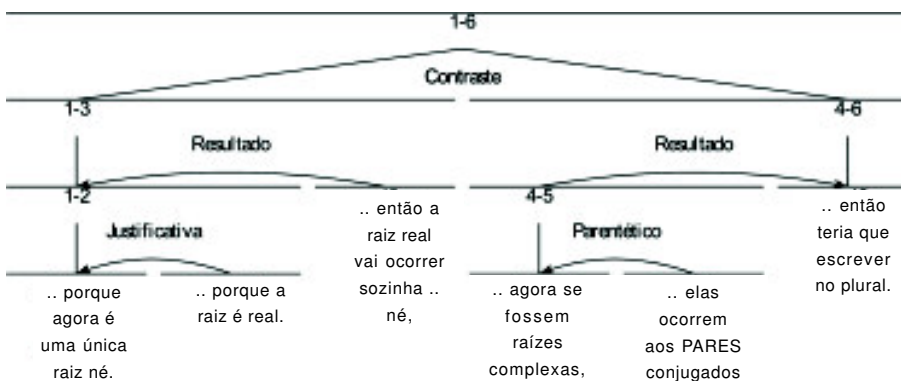 1-6
Contraste
1-3
4-6
Resultado
Resultado
1-2
4-5
Justificativa
Parentético
.. porque
agora é
uma única
raiz né.
.. porque a
raiz é real.
.. então a
raiz real
vai ocorrer
sozinha ..
né,
.. agora se
fossem
raízes
complexas,
.. elas
ocorrem
aos PARES
conjugados
.. então
teria que
escrever
no plural.